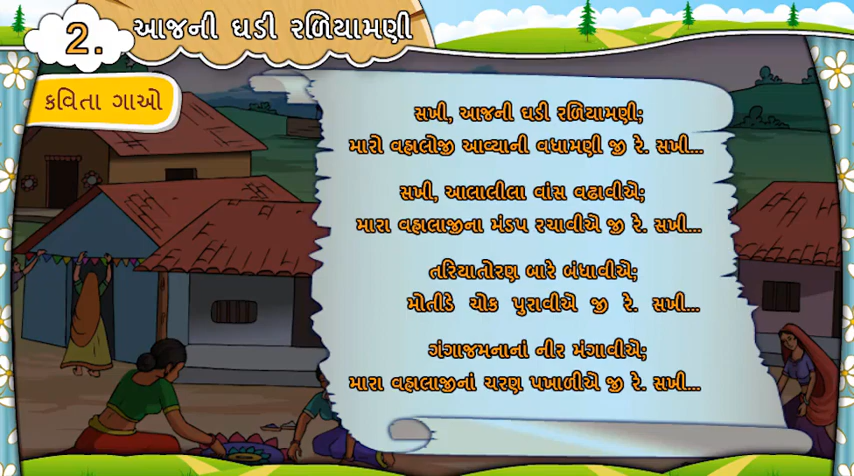 2. આજની ઘડી રળિયામણી
કવિતા ગાઓ
સખી, આજની ઘડી રળિયામણી;
મારો વહાલોજી આવ્યાની વધામણી જી રે. સખી...
સખી, આલાલીલા વાંસ વઢાવીએ;
મારા વહાલાજીના મંડપ રચાવીએ જી રે. સખી...
તરિયાતોરણ બારે બંધાવીએ;
મોતીડે ચોક પુરાવીએ જી રે. સખી...
ગંગાજમનાનાં નીર મંગાવીએ;
મારા વહાલાજીનાં ચરણ પખાળીએ જી રે. સખી...